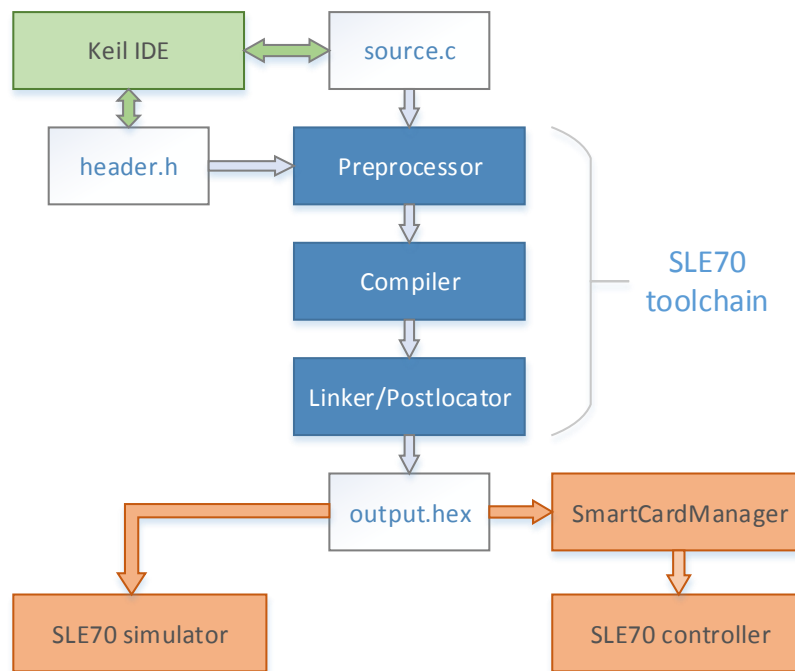 Keil IDE
source.c
header.h
Preprocessor
Compiler
SLE70
toolchain
Linker/Postlocator
output.hex
SmartCardManager
SLE70 simulator
SLE70 controller